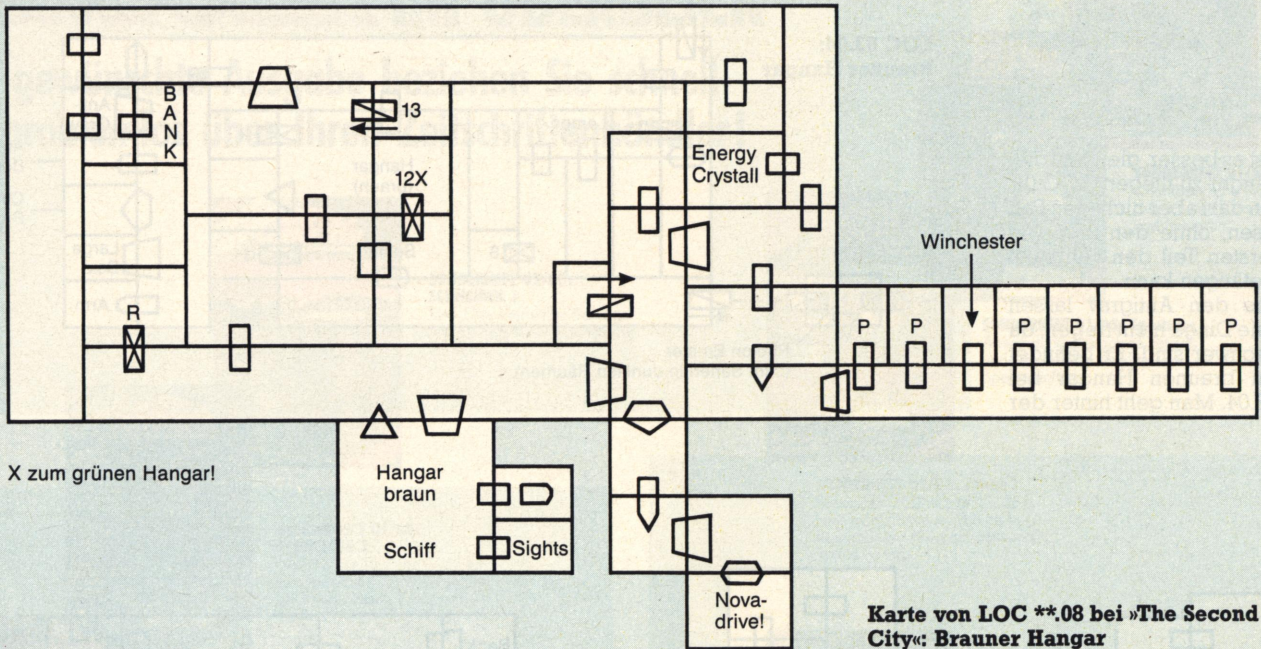 BANK
13
12X
Energy
Crystall
Winchester
R
P P P P P P P
X zum grünen Hangar!
Hangar
braun
Schiff
Sights
Nova-
drive!
Karte von LOC **.08 bei »The Second
City«: Brauner Hangar